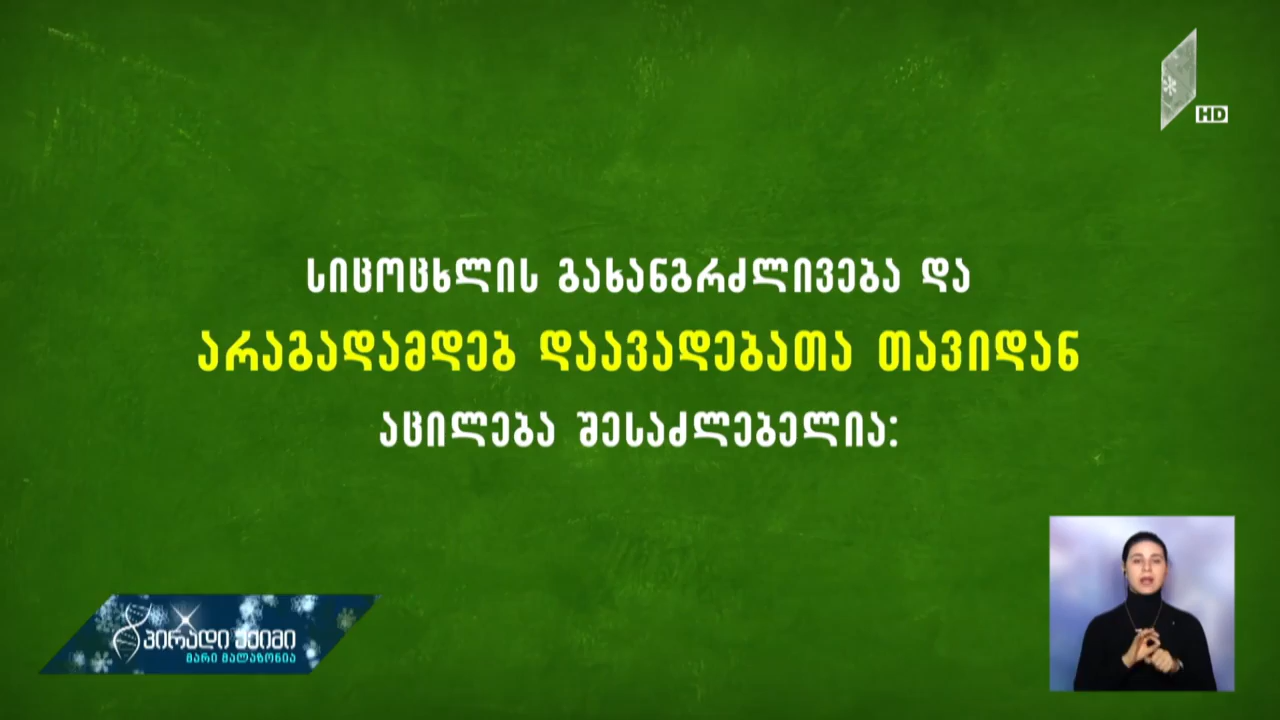 HD
სიცოცხლის გახანგრძლივება და
არაგადამდებ დაავადებათა თავიდან
აცილება შესაძლებელია:
პირადი ექიმი
მარი მალაზონია